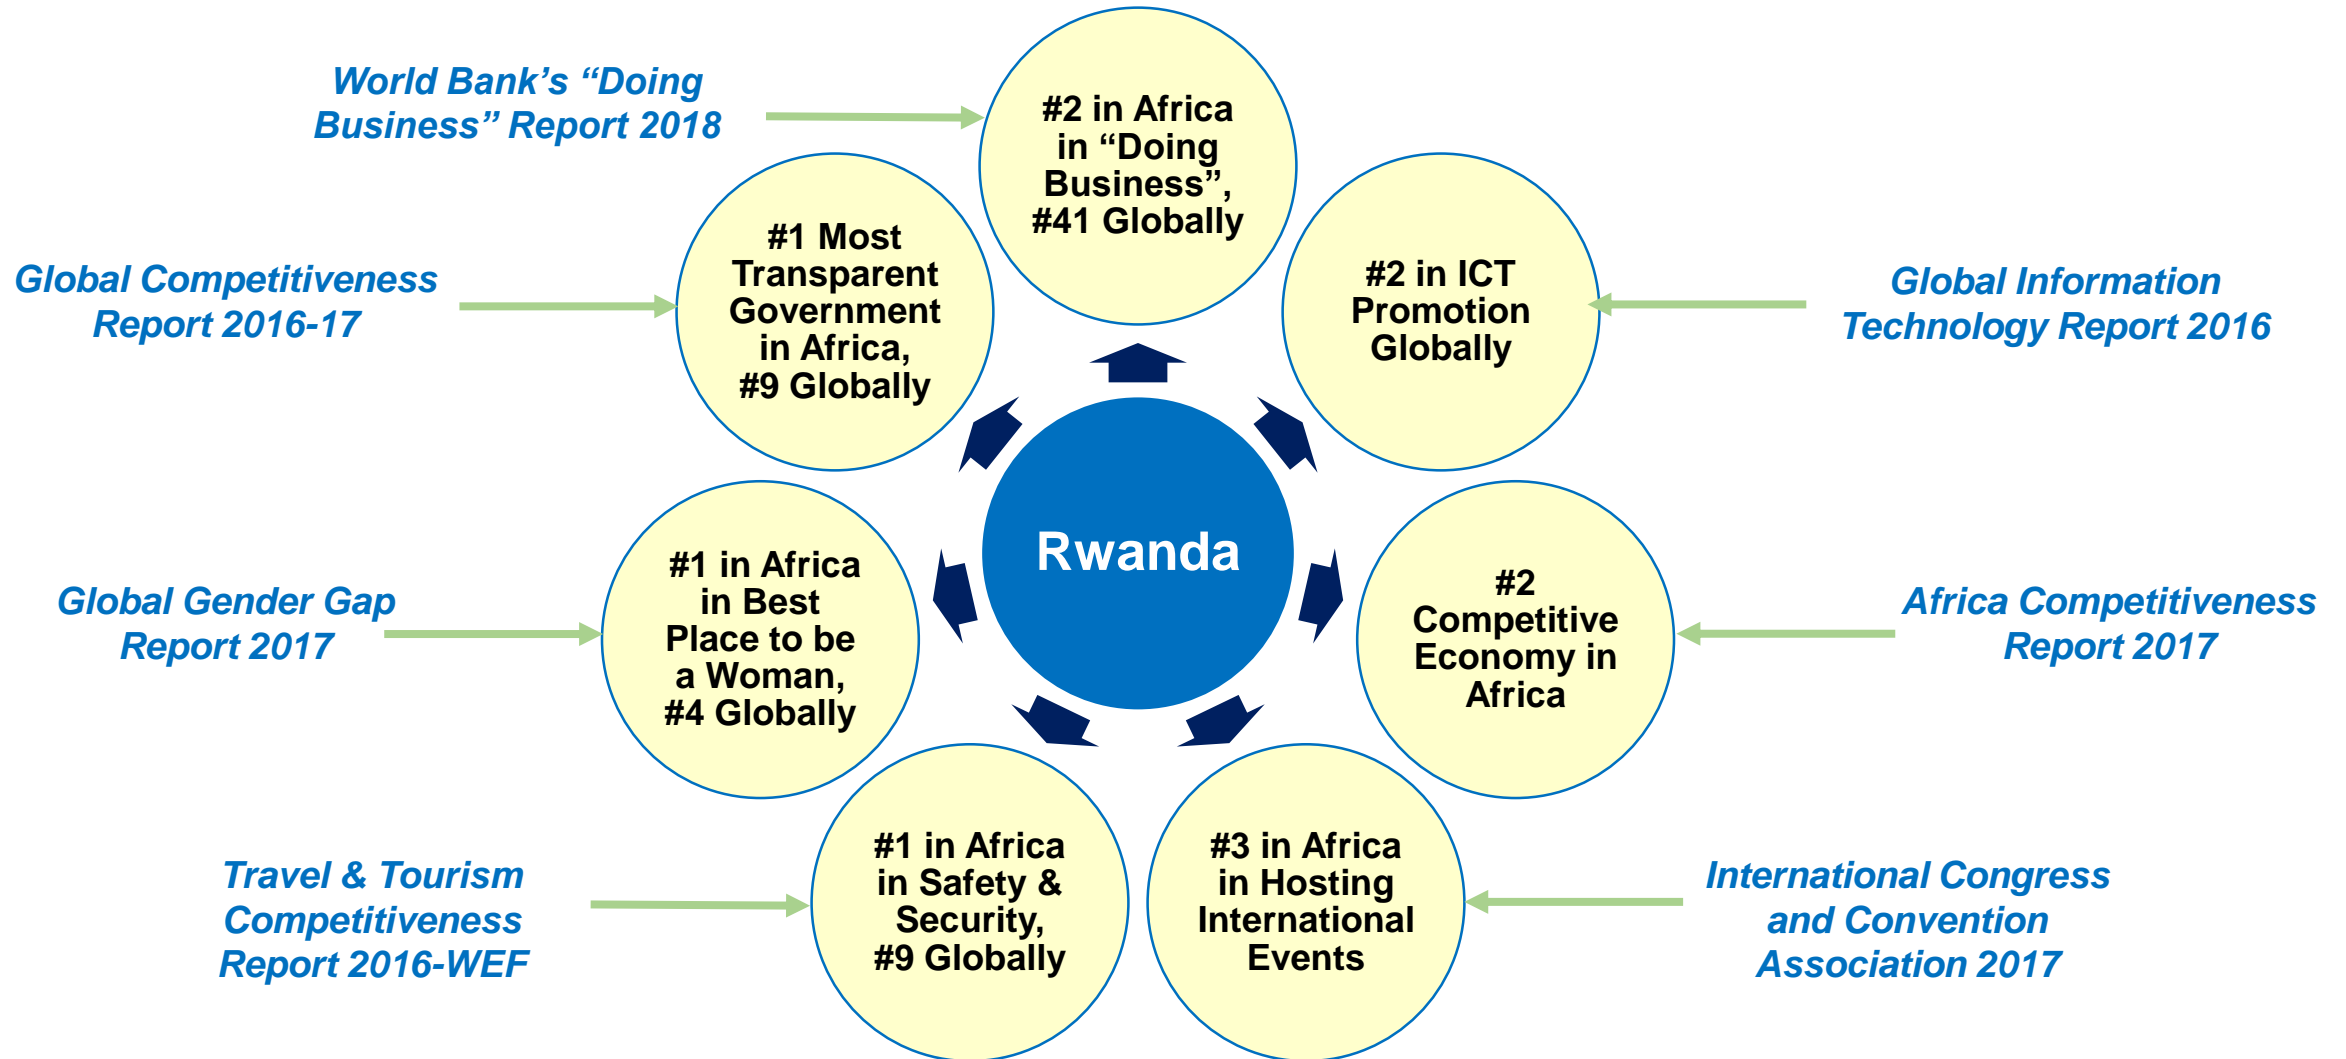 World Bank’s “Doing
Business” Report 2018
#2 in Africa
in “Doing
Business”,
#41 Globally
#1 Most
Transparent
Government
in Africa,
#9 Globally
Global Competitiveness
Report 2016-17
#2 in ICT
Promotion
Globally
Global Information
Technology Report 2016
Rwanda
Global Gender Gap
Report 2017
#1 in Africa
in Best
Place to be
a Woman,
#4 Globally
#2
Competitive
Economy in
Africa
Africa Competitiveness
Report 2017
Travel & Tourism
Competitiveness
Report 2016-WEF
#1 in Africa
in Safety &
Security,
#9 Globally
#3 in Africa
in Hosting
International
Events
International Congress
and Convention
Association 2017